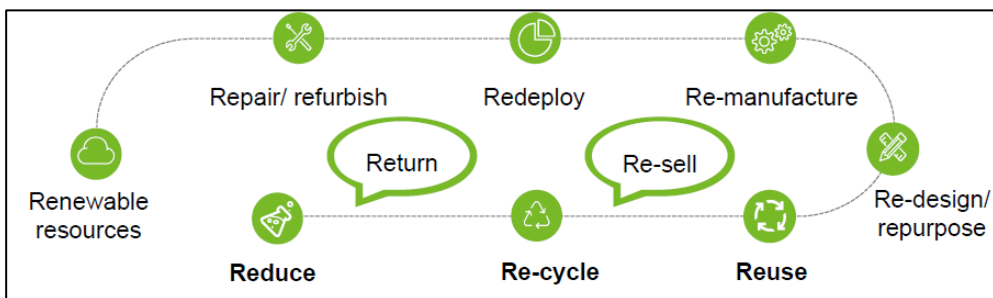 Repair/ refurbish
Redeploy
Re-manufacture
Return
Re-sell
Renewable
resources
Re-design/
repurpose
Reduce
Re-cycle
Reuse